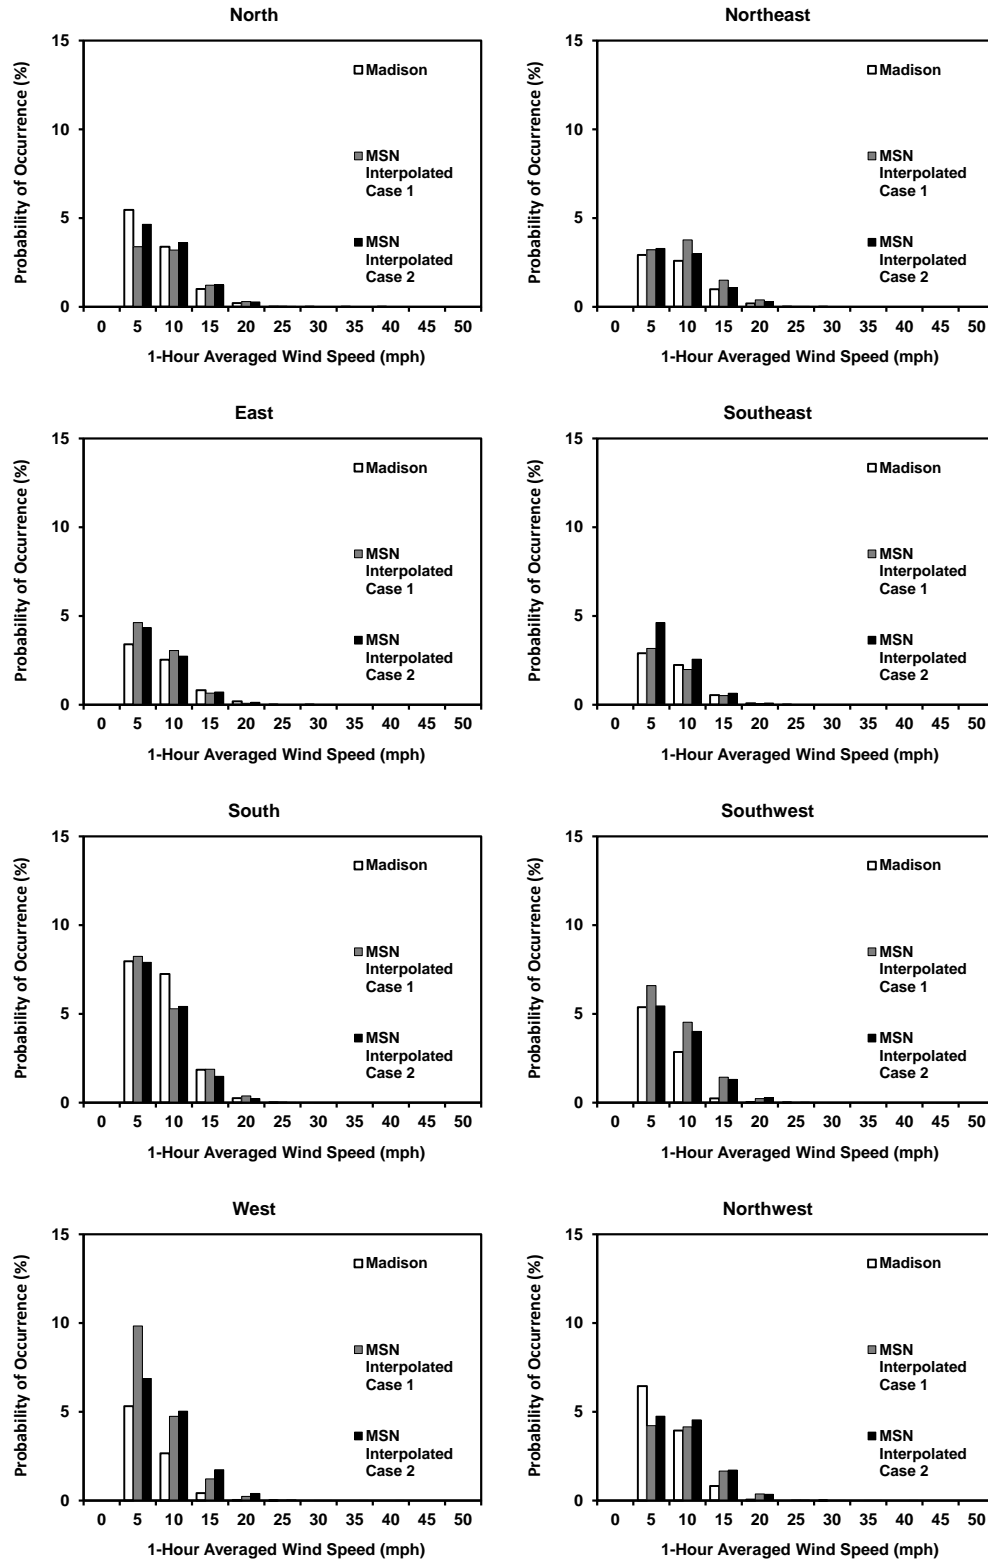 North
Probability of Occurrence (%)
15
10
5
0
Madison
MSN
Interpolated
Case 1
MSN
Interpolated
Case 2
0 5 10 15 20 25 30 35 40 45 50
1-Hour Averaged Wind Speed (mph)
Northeast
Probability of Occurrence (%)
15
10
5
0
Madison
MSN
Interpolated
Case 1
MSN
Interpolated
Case 2
0 5 10 15 20 25 30 35 40 45 50
1-Hour Averaged Wind Speed (mph)
East
Probability of Occurrence (%)
15
10
5
0
Madison
MSN
Interpolated
Case 1
MSN
Interpolated
Case 2
0 5 10 15 20 25 30 35 40 45 50
1-Hour Averaged Wind Speed (mph)
Southeast
Probability of Occurrence (%)
15
10
5
0
Madison
MSN
Interpolated
Case 1
MSN
Interpolated
Case 2
0 5 10 15 20 25 30 35 40 45 50
1-Hour Averaged Wind Speed (mph)
South
Probability of Occurrence (%)
15
10
5
0
Madison
MSN
Interpolated
Case 1
MSN
Interpolated
Case 2
0 5 10 15 20 25 30 35 40 45 50
1-Hour Averaged Wind Speed (mph)
Southwest
Probability of Occurrence (%)
15
10
5
0
Madison
MSN
Interpolated
Case 1
MSN
Interpolated
Case 2
0 5 10 15 20 25 30 35 40 45 50
1-Hour Averaged Wind Speed (mph)
West
Probability of Occurrence (%)
15
10
5
0
Madison
MSN
Interpolated
Case 1
MSN
Interpolated
Case 2
0 5 10 15 20 25 30 35 40 45 50
1-Hour Averaged Wind Speed (mph)
Northwest
Probability of Occurrence (%)
15
10
5
0
Madison
MSN
Interpolated
Case 1
MSN
Interpolated
Case 2
0 5 10 15 20 25 30 35 40 45 50
1-Hour Averaged Wind Speed (mph)